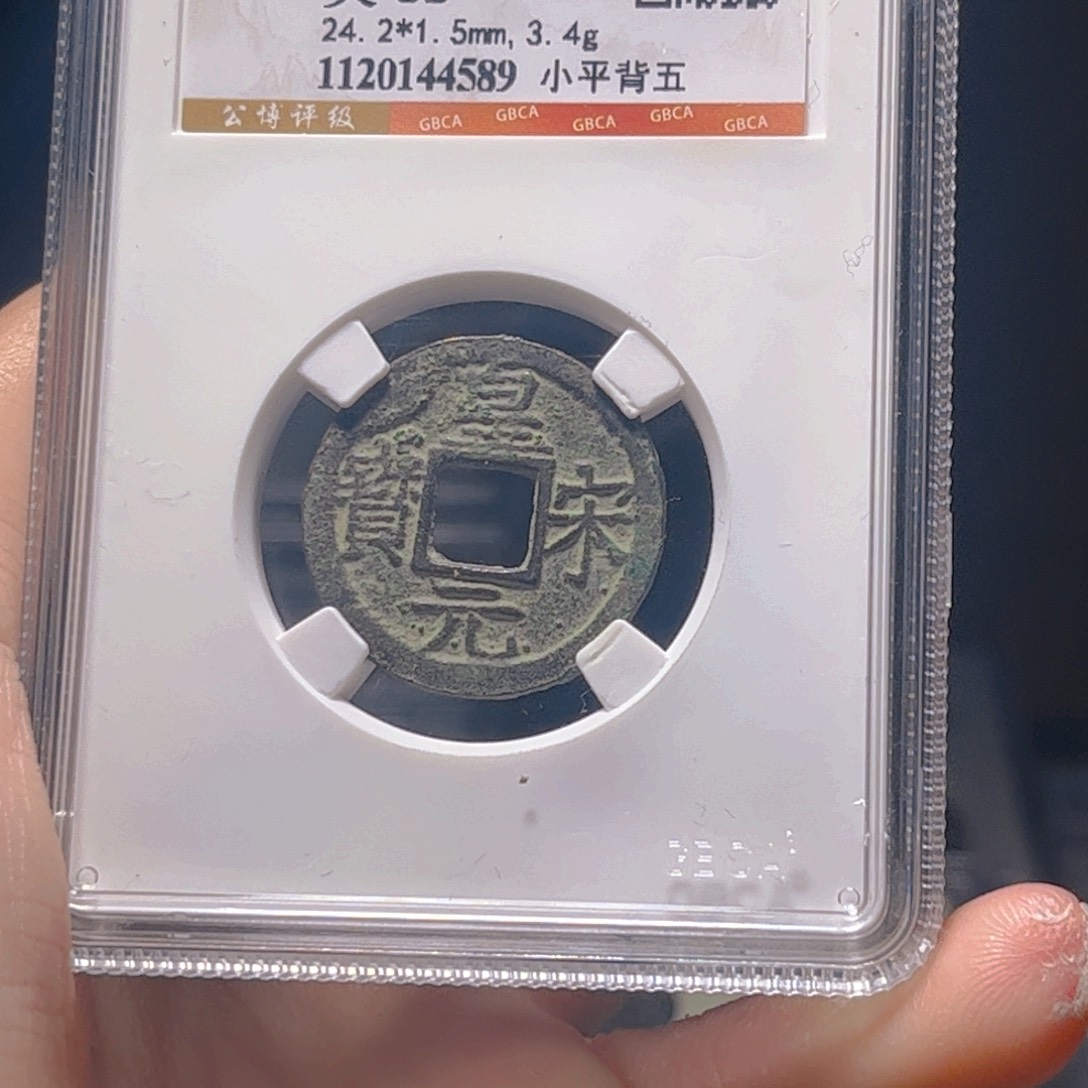 24. 2*1. 5mm, 3. 4g
1120144589 小平背五
公博评级 GBCA GBCA GBCA GBCA GBCA
皇宋元寶
GBCA